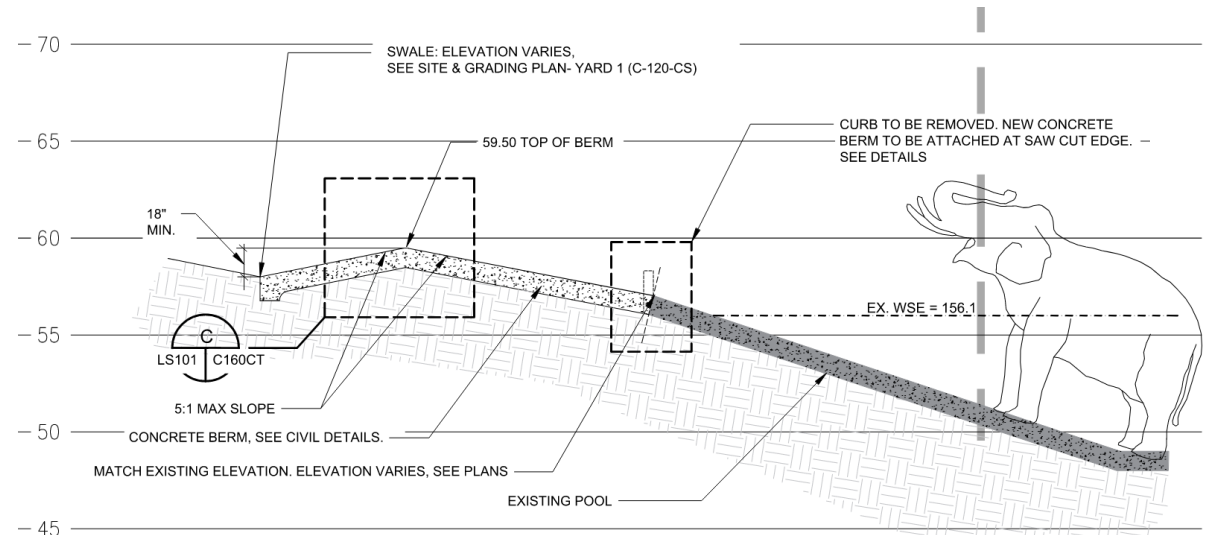 70
SWALE: ELEVATION VARIES,
SEE SITE & GRADING PLAN- YARD 1 (C-120-CS)
65
59.50 TOP OF BERM
CURB TO BE REMOVED. NEW CONCRETE
BERM TO BE ATTACHED AT SAW CUT EDGE.
SEE DETAILS
18"
MIN.
60
EX. WSE = 156.1
55
C
LS101 C160CT
5:1 MAX SLOPE
50
CONCRETE BERM, SEE CIVIL DETAILS.
MATCH EXISTING ELEVATION. ELEVATION VARIES, SEE PLANS
EXISTING POOL
45